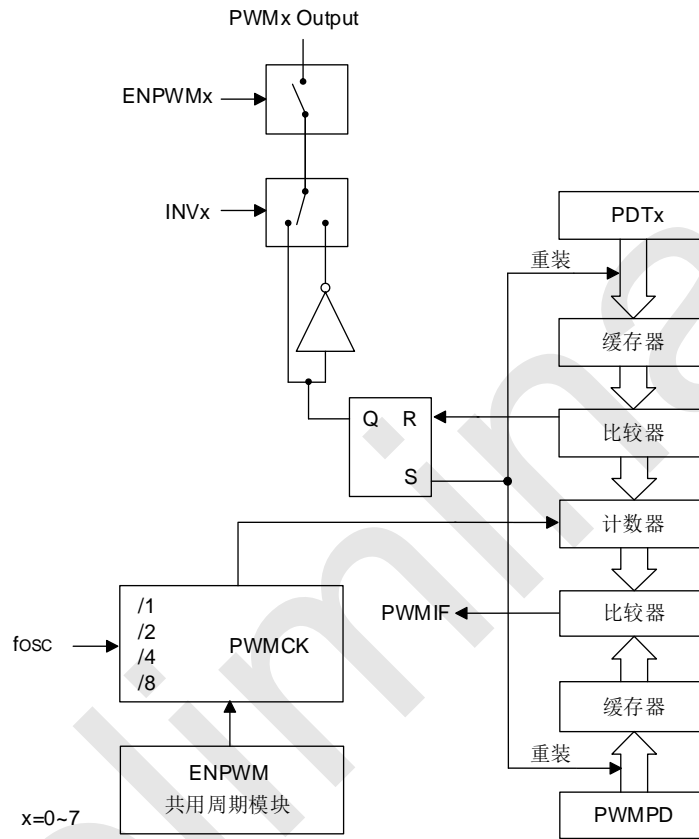 PWMx Output
ENPWMx
INVx
PDTx
重装
缓存器
Q R
S
比较器
计数器
/1
/2
/4
/8
PWMCK
fosc
PWMIF
比较器
缓存器
重装
ENPWM
共用周期模块
PWMPD
x=0~7